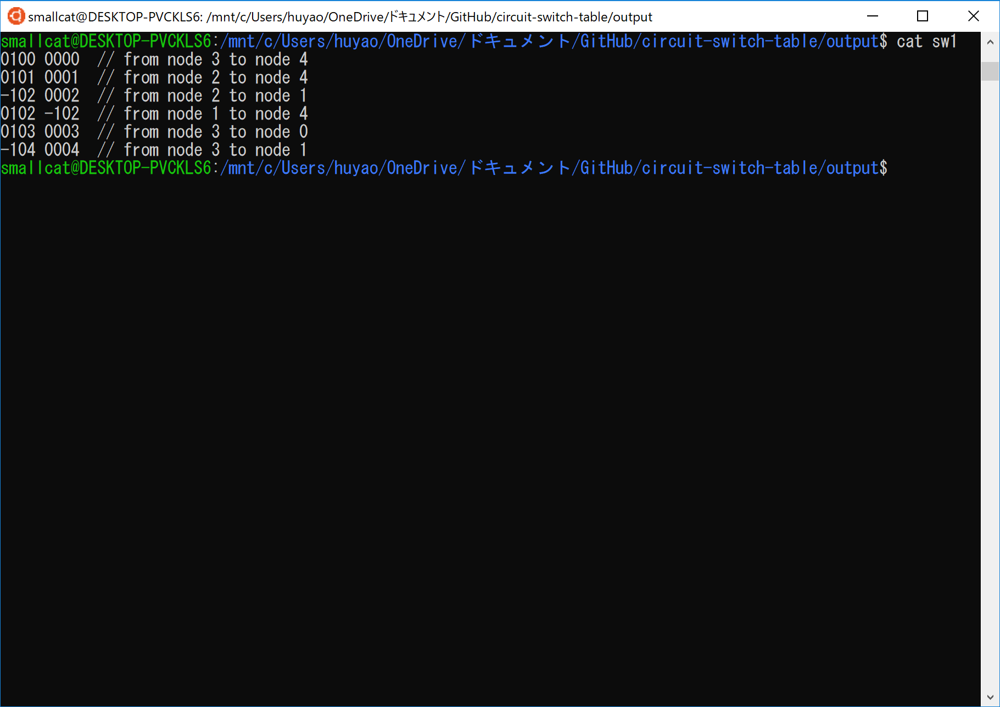 smallcat@DESKTOP-PVCKLS6: /mnt/c/Users/huyao/OneDrive/ドキュメント/GitHub/circuit-switch-table/output
smallcat@DESKTOP-PVCKLS6:/mnt/c/Users/huyao/OneDrive/ドキュメント/GitHub/circuit-switch-table/output$ cat sw1
0100 0000  // from node 3 to node 4
0101 0001  // from node 2 to node 4
-102 0002  // from node 2 to node 1
0102 -102  // from node 1 to node 4
0103 0003  // from node 3 to node 0
-104 0004  // from node 3 to node 1
smallcat@DESKTOP-PVCKLS6:/mnt/c/Users/huyao/OneDrive/ドキュメント/GitHub/circuit-switch-table/output$